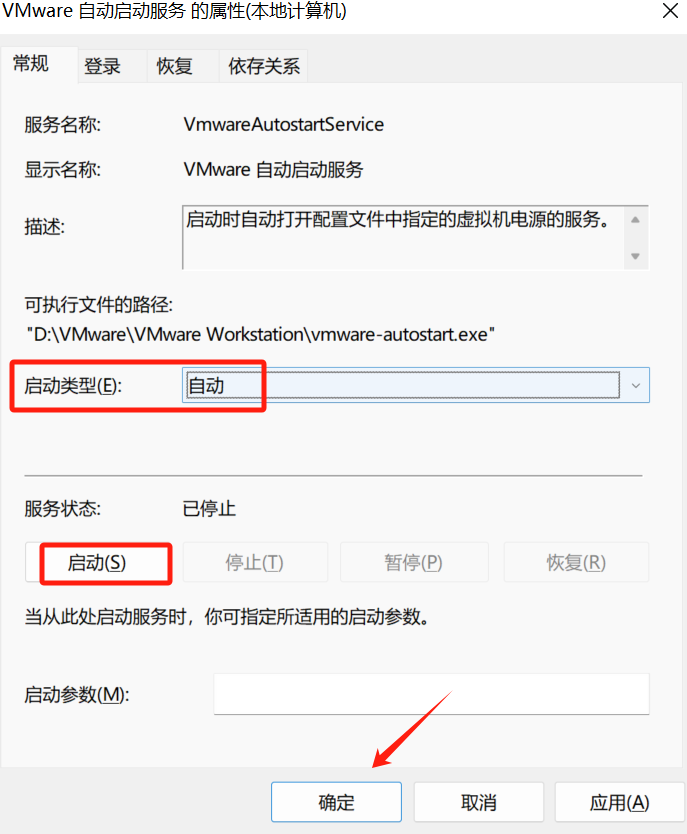 VMware 自动启动服务 的属性(本地计算机)
常规 登录 恢复 依存关系
服务名称: VmwareAutostartService
显示名称: VMware 自动启动服务
描述: 启动时自动打开配置文件中指定的虚拟机电源的服务。
可执行文件的路径:
"D:\VMware\VMware Workstation\vmware-autostart.exe"
启动类型(E): 自动
服务状态: 已停止
启动(S) 停止(T) 暂停(P) 恢复(R)
当从此处启动服务时，你可指定所适用的启动参数。
启动参数(M):
确定 取消 应用(A)